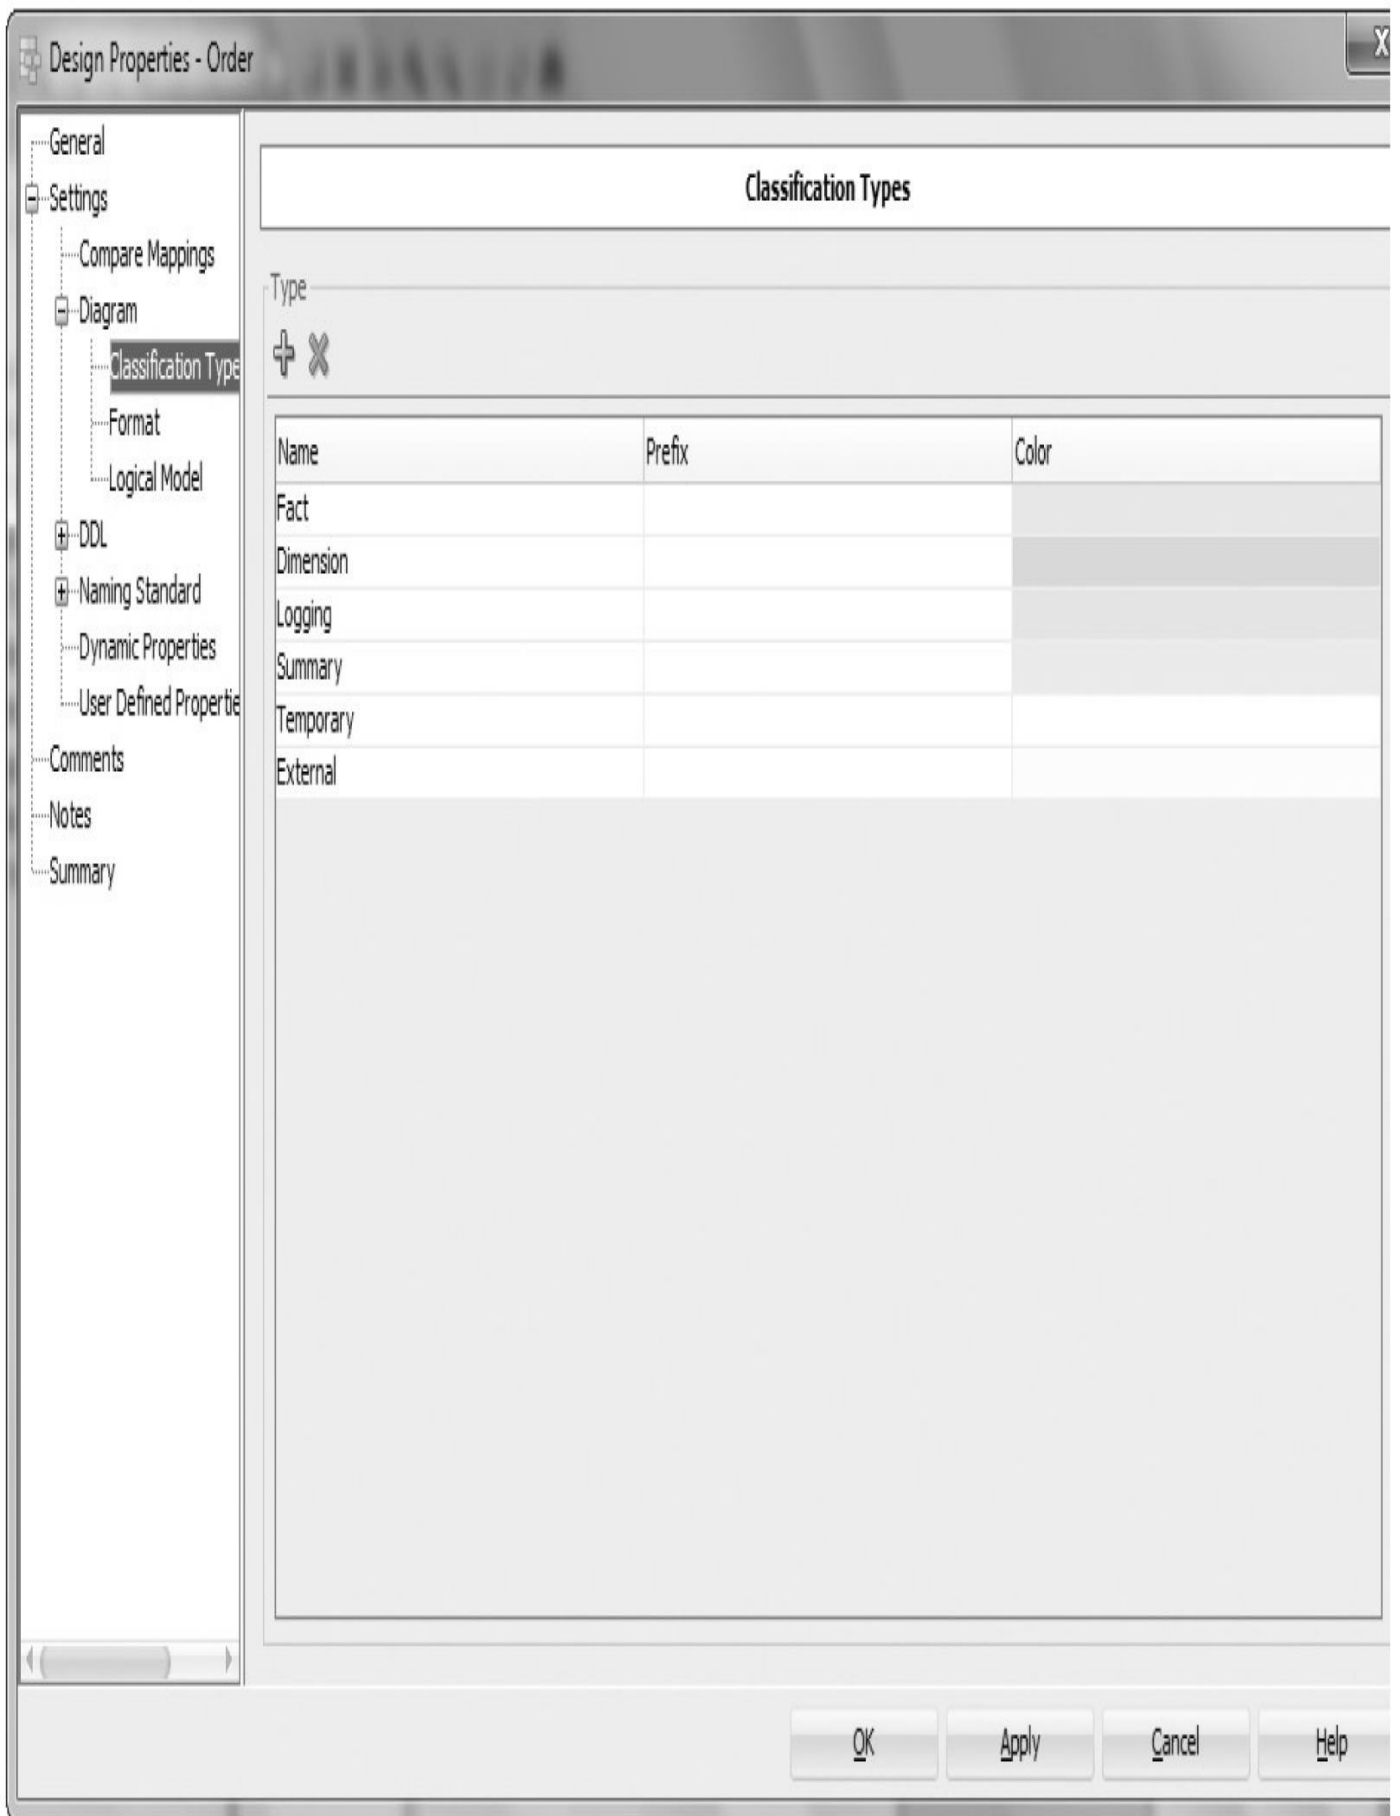 Design Properties - Order
X
General
Settings
Compare Mappings
Diagram
Classification Type
Format
Logical Model
DDL
Naming Standard
Dynamic Properties
User Defined Propertie
Comments
Notes
Summary
Classification Types
Type
Name Prefix Color
Fact
Dimension
Logging
Summary
Temporary
External
OK Apply Cancel Help